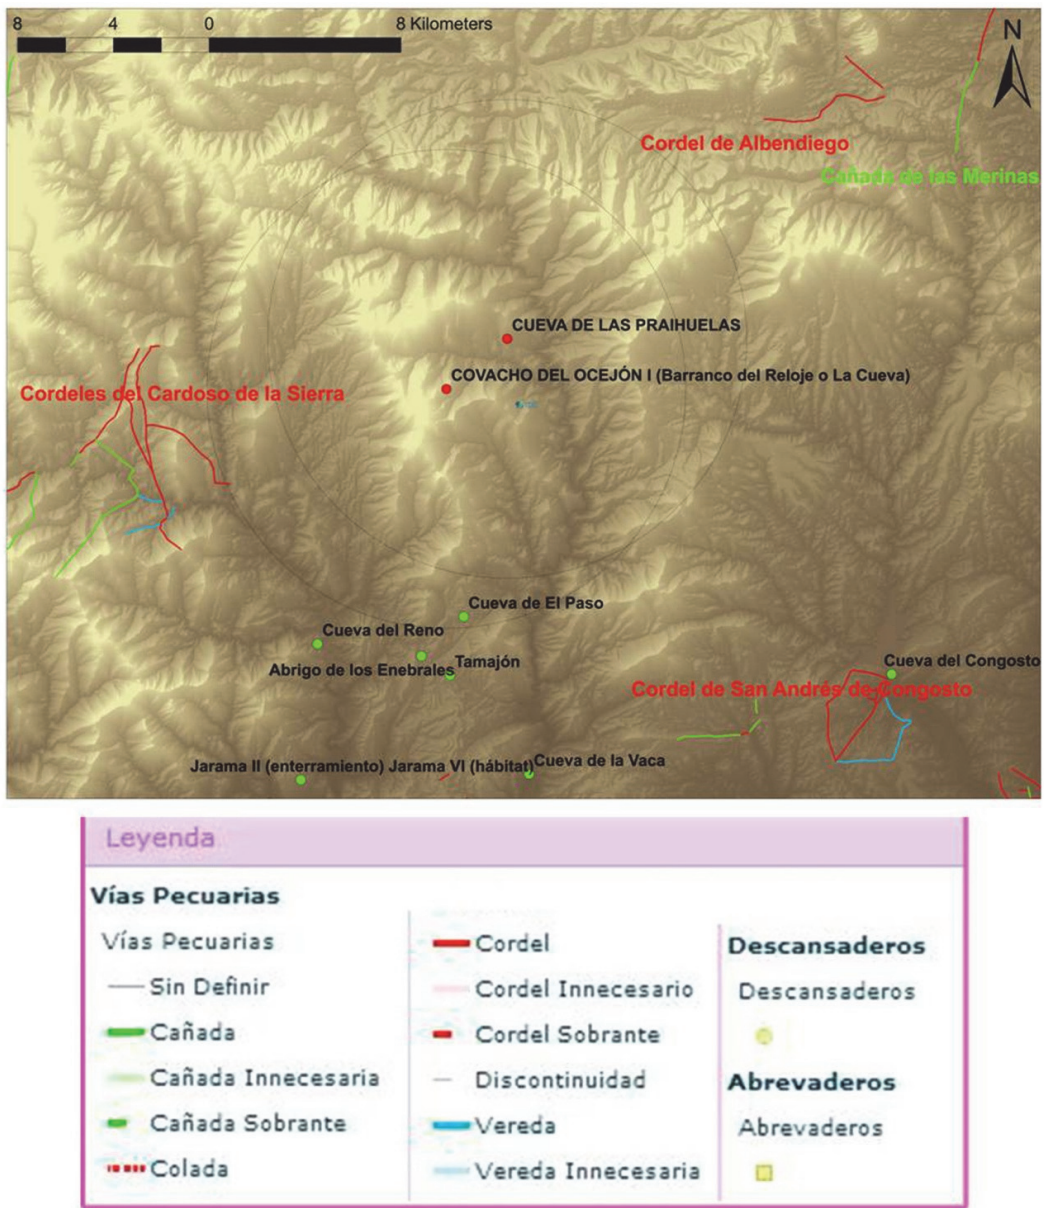 8 4 0 8 Kilometers
N
Cordel de Albendiego
Cañada de las Merinas
CUEVA DE LAS PRAIHUELAS
COVACHO DEL OCEJÓN I (Barranco del Reloje o La Cueva)
Cordeles del Cardoso de la Sierra
Cueva de El Paso
Cueva del Reno
Abrigo de los Enebrales
Tamajón
Cueva del Congosto
Cordel de San Andrés de Congosto
Jarama II (enterramiento) Jarama VI (hábitat)
Cueva de la Vaca
Leyenda
Vías Pecuarias
Vías Pecuarias
Sin Definir
Cañada
Cañada Innecesaria
Cañada Sobrante
Colada
Cordel
Cordel Innecesario
Cordel Sobrante
Discontinuidad
Vereda
Vereda Innecesaria
Descansaderos
Descansaderos
Abrevaderos
Abrevaderos